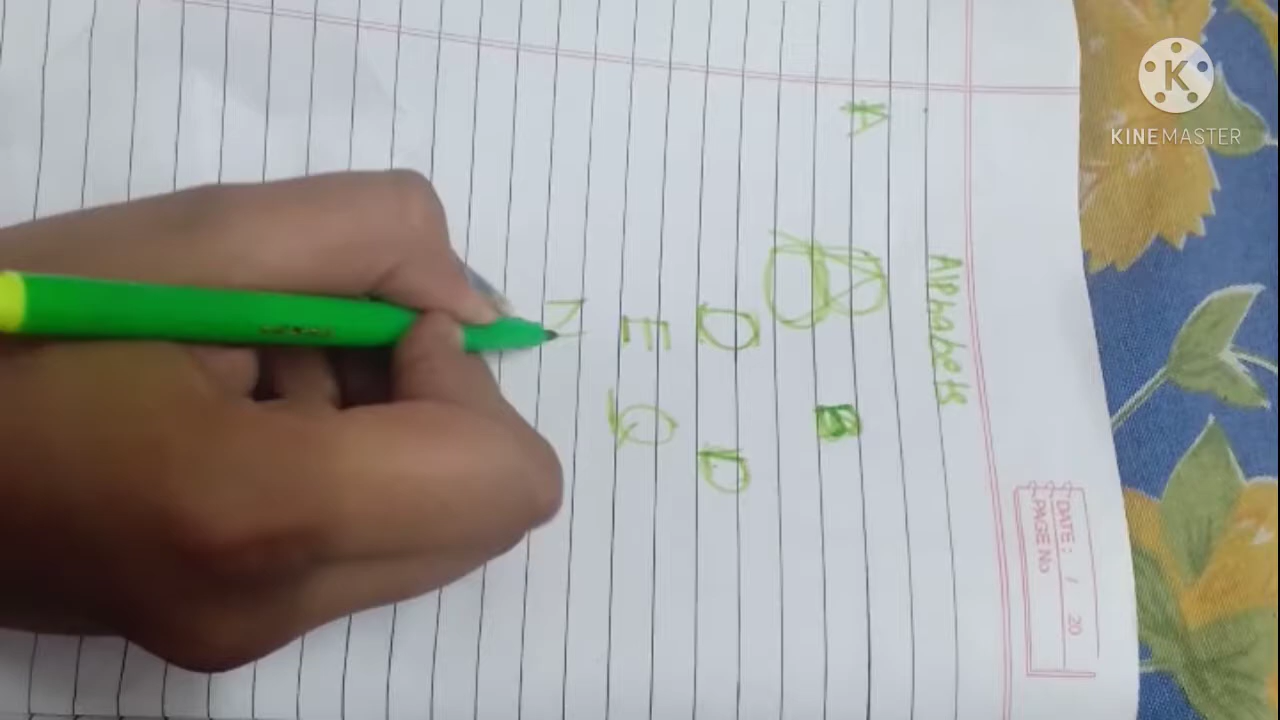 KINEMASTER
DATE: / 20
PAGE No
AlPhabets
A B B
D D
E Q
N